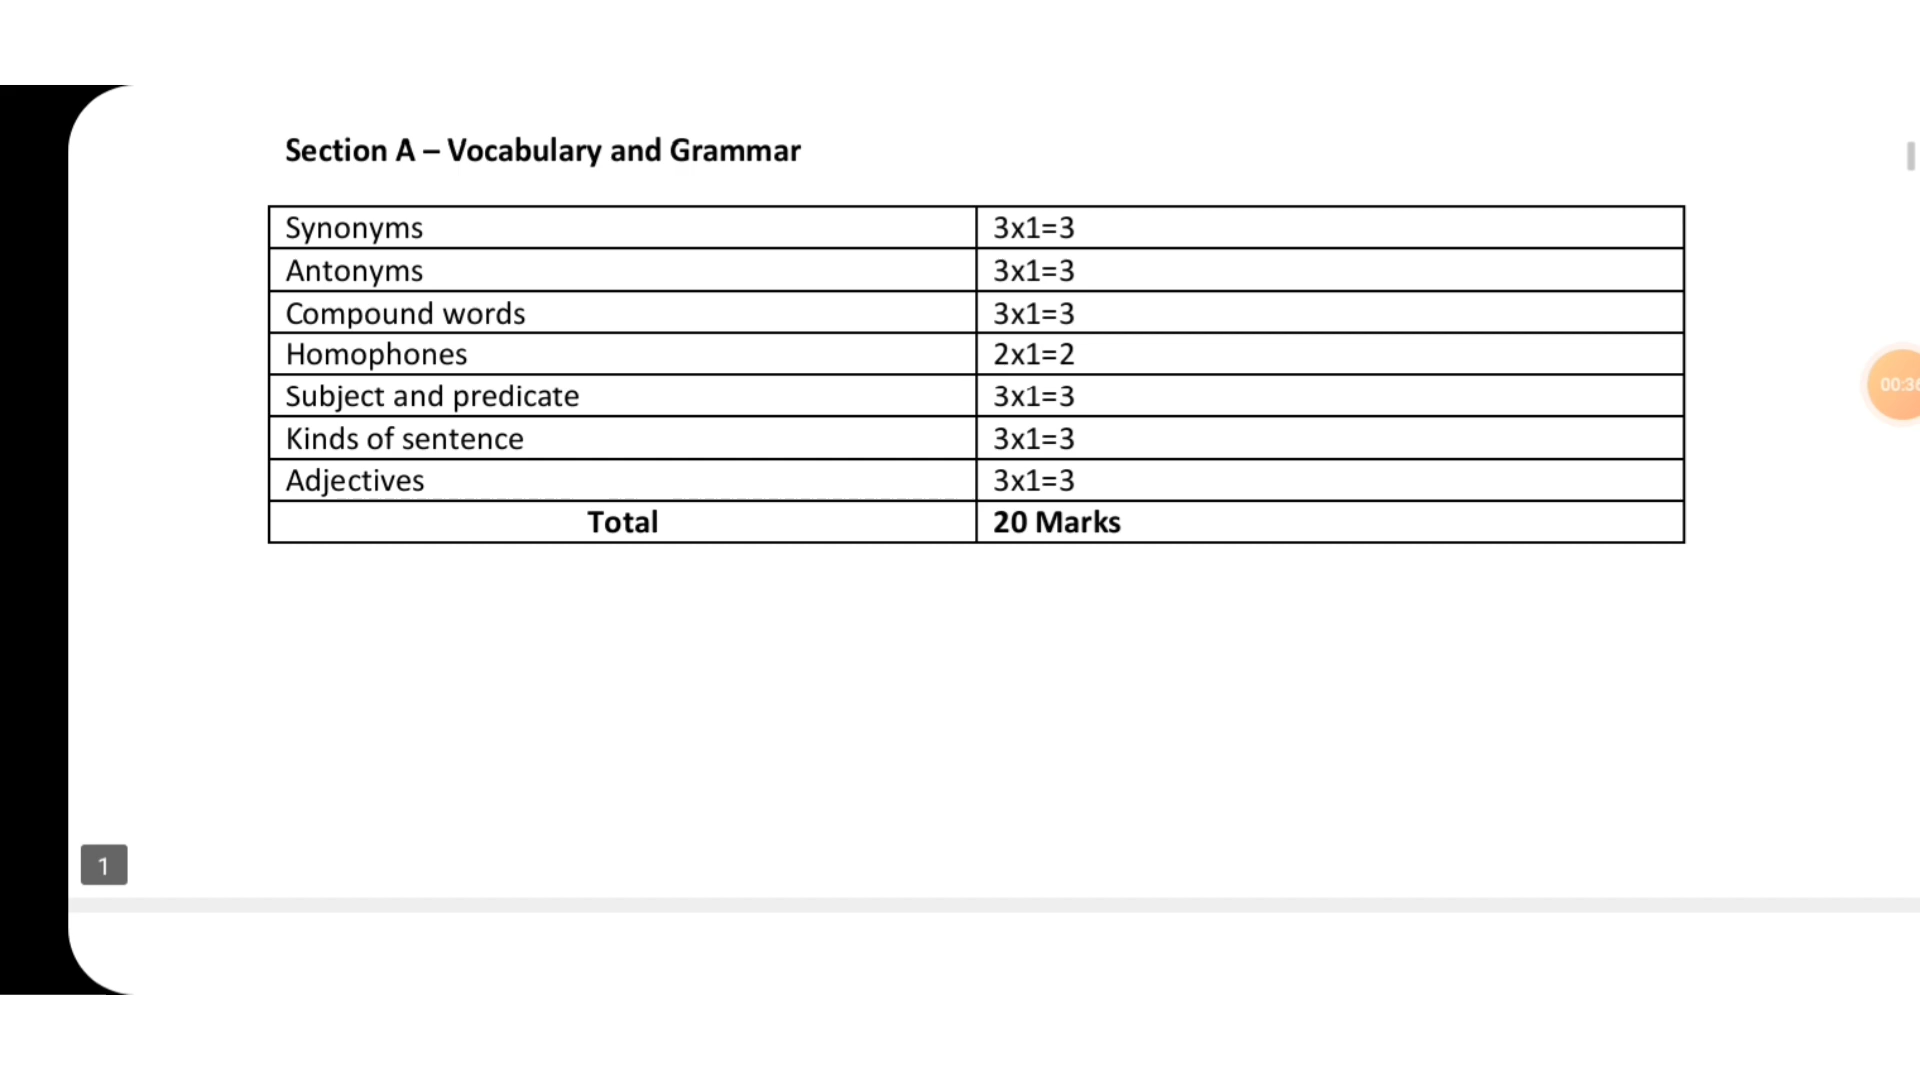 Section A – Vocabulary and Grammar
Synonyms 3x1=3
Antonyms 3x1=3
Compound words 3x1=3
Homophones 2x1=2
Subject and predicate 3x1=3
Kinds of sentence 3x1=3
Adjectives 3x1=3
Total 20 Marks
1